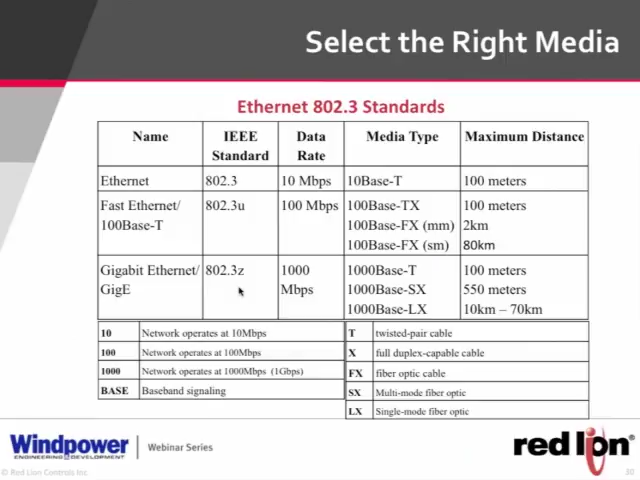 Select the Right Media
Ethernet 802.3 Standards
Name IEEE Standard Data Rate Media Type Maximum Distance
Ethernet 802.3 10 Mbps 10Base-T 100 meters
Fast Ethernet/ 802.3u 100 Mbps 100Base-TX 100 meters
100Base-T 100Base-FX (mm) 2km
100Base-FX (sm) 80km
Gigabit Ethernet/ 802.3z 1000 1000Base-T 100 meters
GigE Mbps 1000Base-SX 550 meters
1000Base-LX 10km – 70km
10 Network operates at 10Mbps
100 Network operates at 100Mbps
1000 Network operates at 1000Mbps (1Gbps)
BASE Baseband signaling
T twisted-pair cable
X full duplex-capable cable
FX fiber optic cable
SX Multi-mode fiber optic
LX Single-mode fiber optic
Windpower
ENGINEERING & DEVELOPMENT
Webinar Series
red lion®
© Red Lion Controls Inc.
30